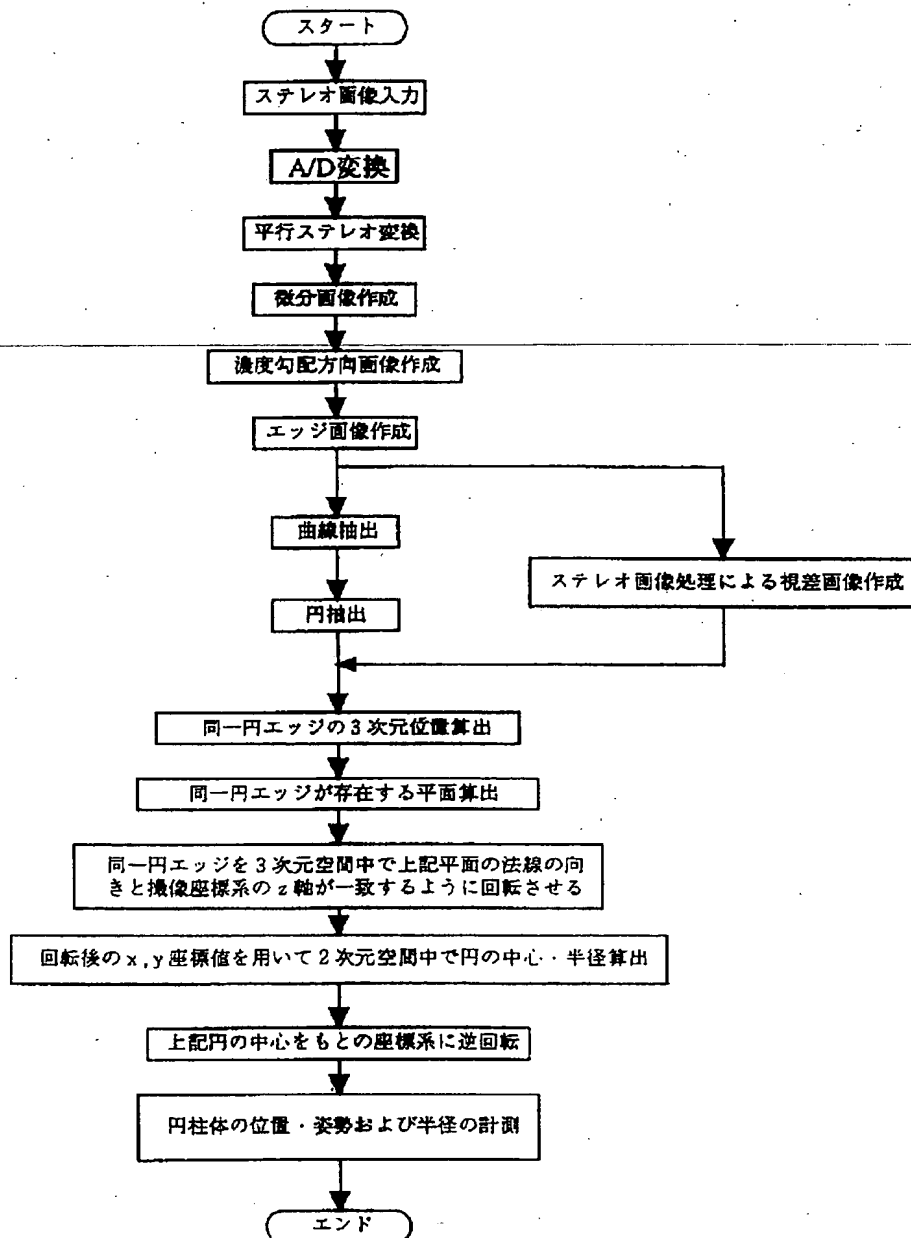 スタート
ステレオ画像入力
A/D変換
平行ステレオ変換
微分画像作成
濃度勾配方向画像作成
エッジ画像作成
曲線抽出
ステレオ画像処理による視差画像作成
円抽出
同一円エッジの3次元位置算出
同一円エッジが存在する平面算出
同一円エッジを3次元空間中で上記平面の法線の向
きと撮像座標系のz軸が一致するように回転させる
回転後のx,y座標値を用いて2次元空間中で円の中心・半径算出
上記円の中心をもとの座標系に逆回転
円柱体の位置・姿勢および半径の計測
エンド